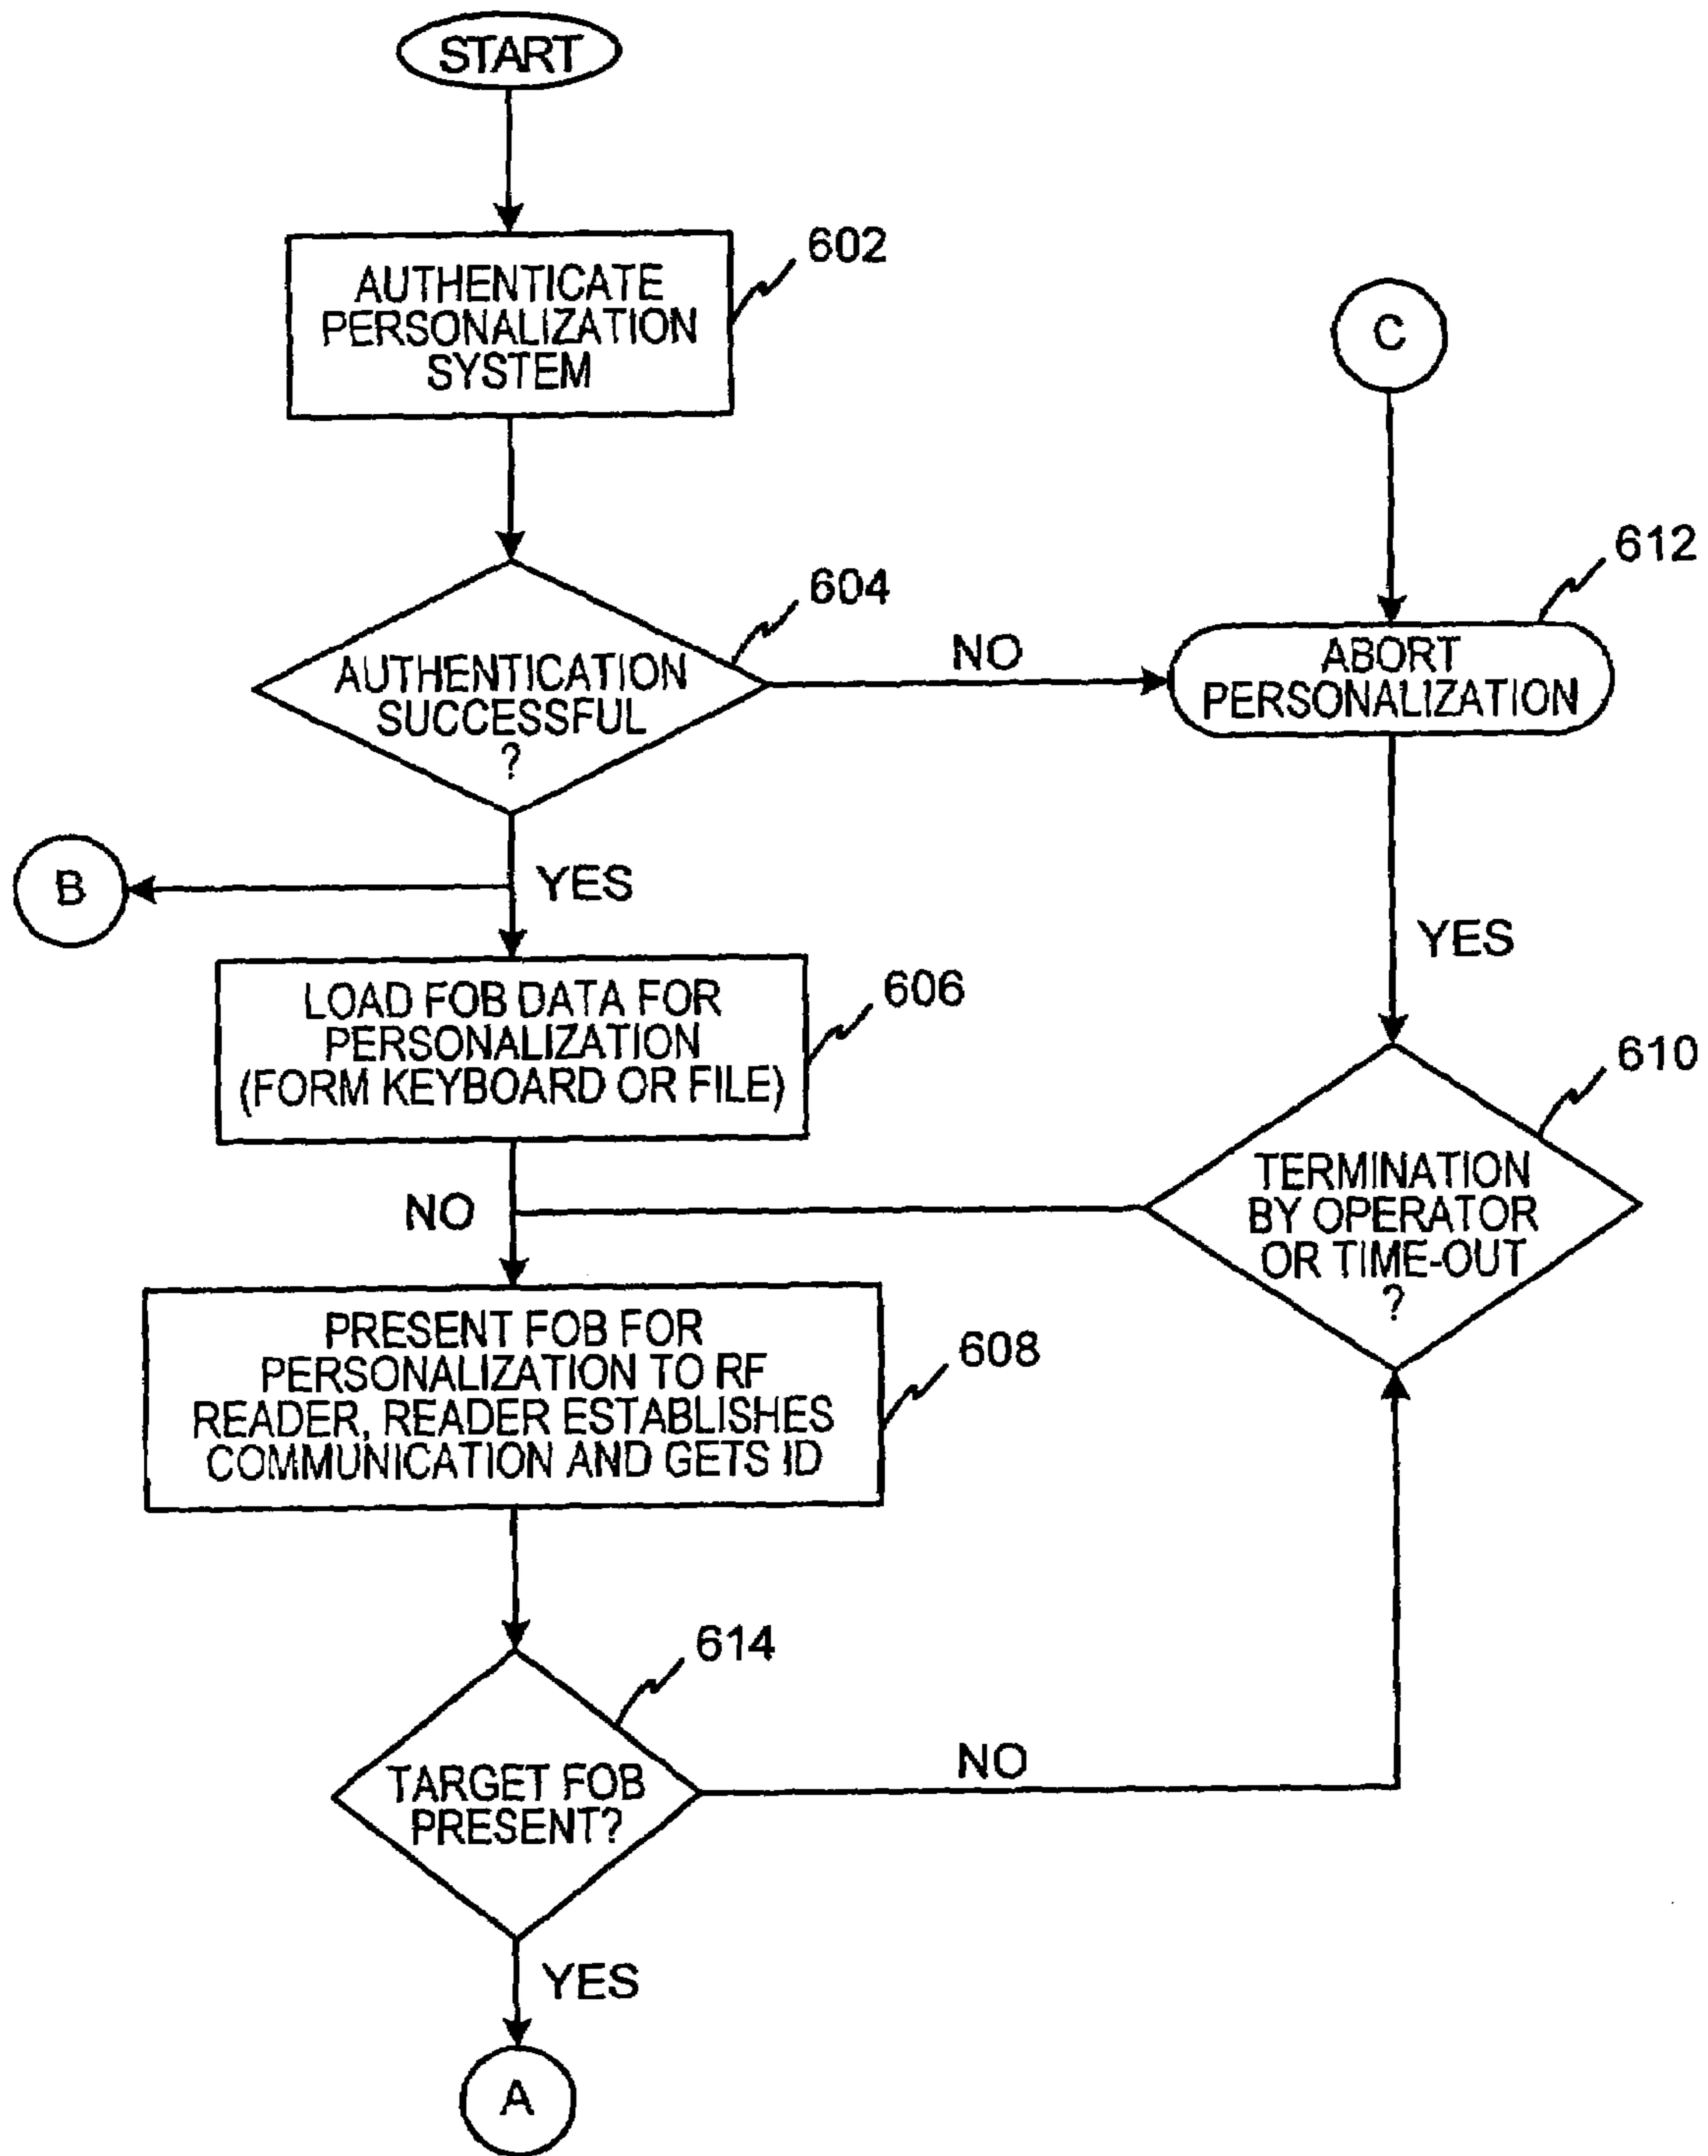 START
602
AUTHENTICATE
PERSONALIZATION
SYSTEM
C
604
AUTHENTICATION
SUCCESSFUL
?
NO
612
ABORT
PERSONALIZATION
B
YES
YES
606
LOAD FOB DATA FOR
PERSONALIZATION
(FORM KEYBOARD OR FILE)
610
TERMINATION
BY OPERATOR
OR TIME-OUT
?
NO
608
PRESENT FOB FOR
PERSONALIZATION TO RF
READER, READER ESTABLISHES
COMMUNICATION AND GETS ID
614
TARGET FOB
PRESENT?
NO
YES
A